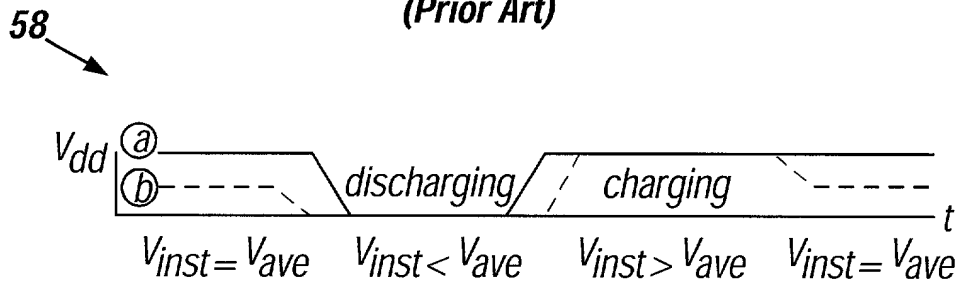 (Prior Art)
58
Vdd
a
b
discharging
charging
t
Vinst = Vave
Vinst < Vave
Vinst > Vave
Vinst = Vave